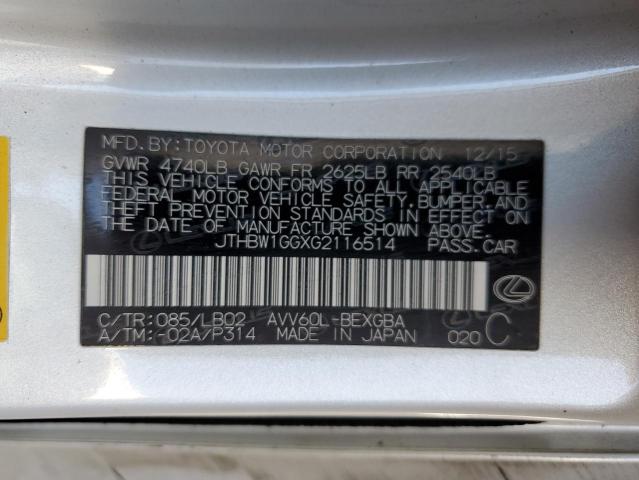 MFD. BY: TOYOTA MOTOR CORPORATION 12/15
GVWR 4740LB GAWR FR 2625LB RR 2540LB
THIS VEHICLE CONFORMS TO ALL APPLICABLE
FEDERAL MOTOR VEHICLE SAFETY, BUMPER, AND
THEFT PREVENTION STANDARDS IN EFFECT ON
THE DATE OF MANUFACTURE SHOWN ABOVE.
JTHBW1GGXG2116514 PASS. CAR
C/TR: 085/LB02 AVV60L-BEXGBA
A/TM: -02A/P314 MADE IN JAPAN 020 C